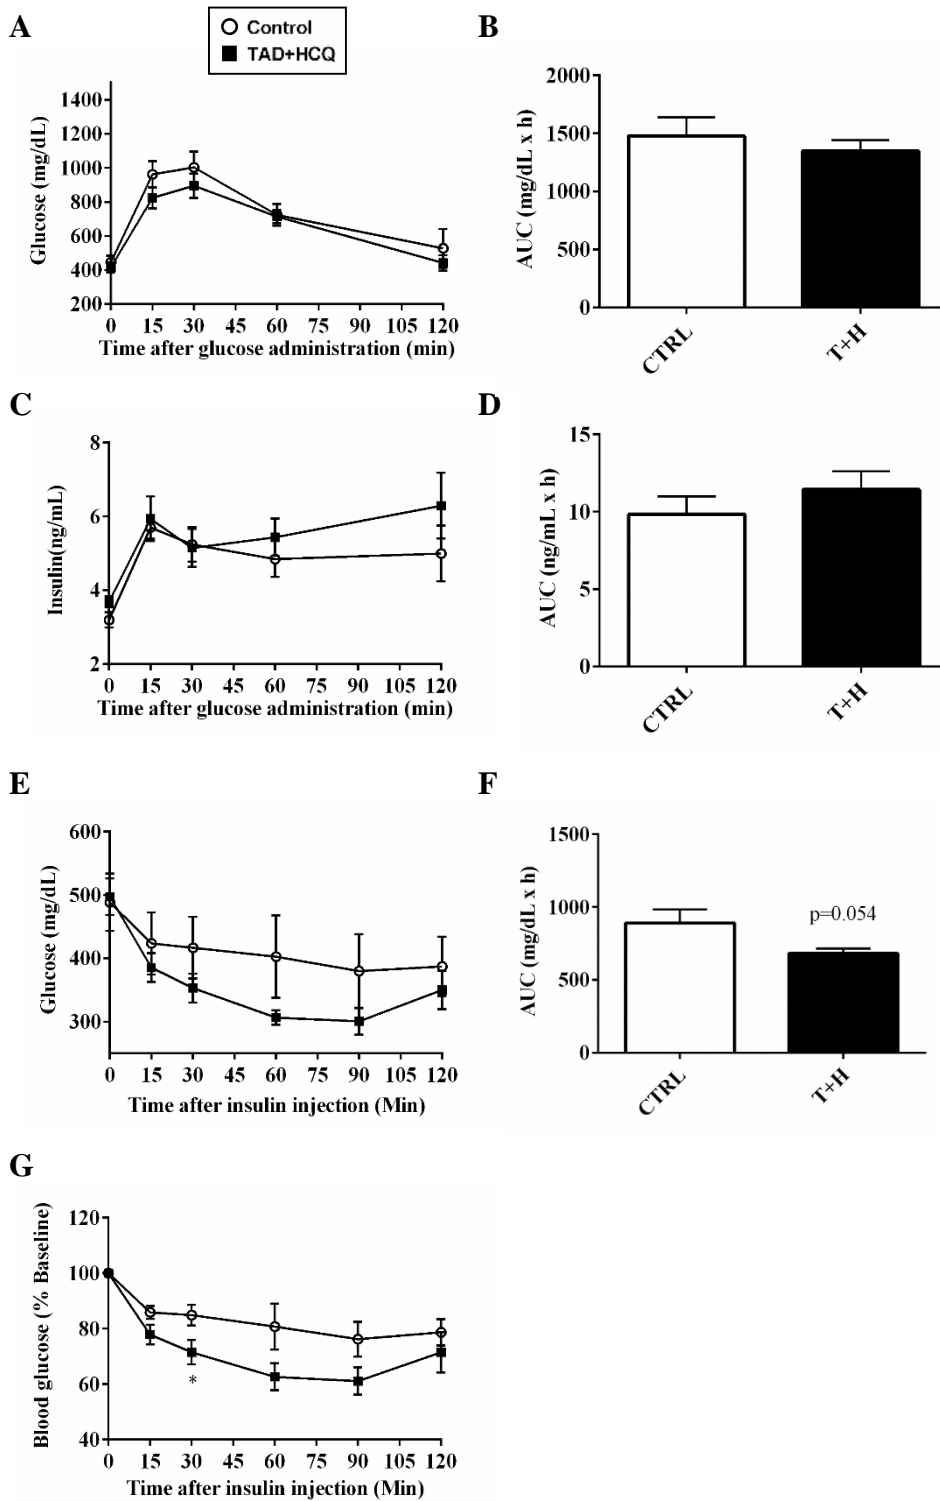 A
Control
TAD+HCQ
Glucose (mg/dL)
1400
1200
1000
800
600
400
200
0 15 30 45 60 75 90 105 120
Time after glucose administration (min)
B
AUC (mg/dL x h)
2000
1500
1000
500
0
CTRL
T+H
C
Insulin(ng/mL)
8
6
4
2
0 15 30 45 60 75 90 105 120
Time after glucose administration (min)
D
AUC (ng/mL x h)
15
10
5
0
CTRL
T+H
E
Glucose (mg/dL)
600
500
400
300
0 15 30 45 60 75 90 105 120
Time after insulin injection (Min)
F
AUC (mg/dL x h)
1500
1000
500
0
p=0.054
CTRL
T+H
G
Blood glucose (% Baseline)
120
100
80
60
40
*
0 15 30 45 60 75 90 105 120
Time after insulin injection (Min)